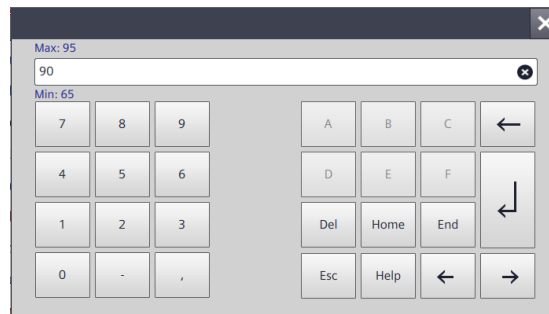 Max: 95
90
Min: 65
7 8 9 A B C ←
4 5 6 D E F ↵
1 2 3 Del Home End
0 - , Esc Help ← →